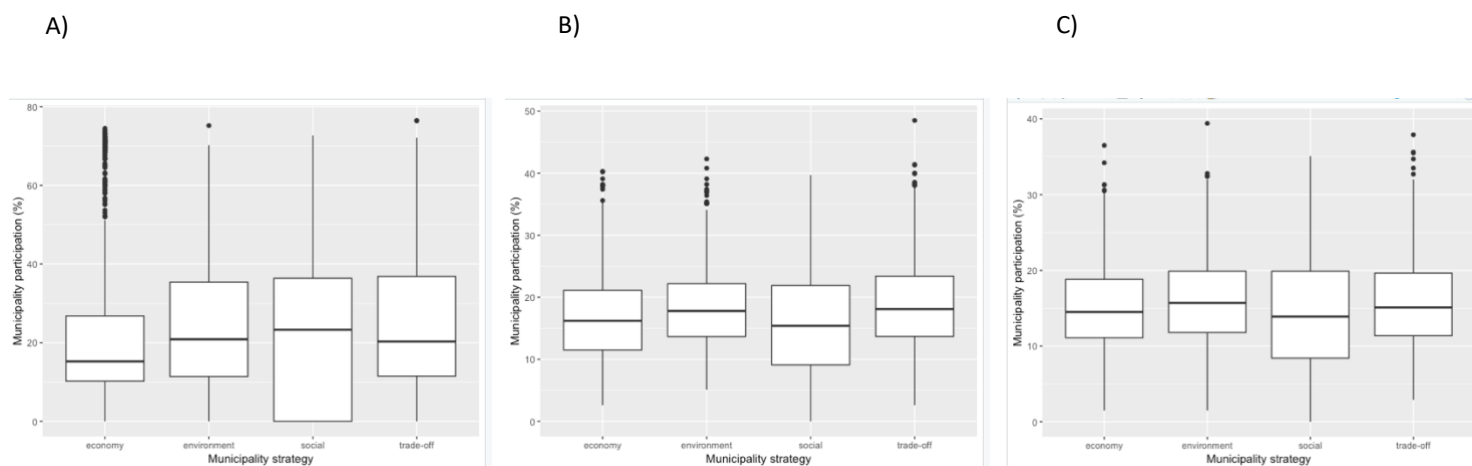 A)
B)
C)
Municipality participation (%)
80
60
40
20
0
economy environment social trade-off
Municipality strategy
Municipality participation (%)
50
40
30
20
10
0
economy environment social trade-off
Municipality strategy
Municipality participation (%)
40
30
20
10
0
economy environment social trade-off
Municipality strategy